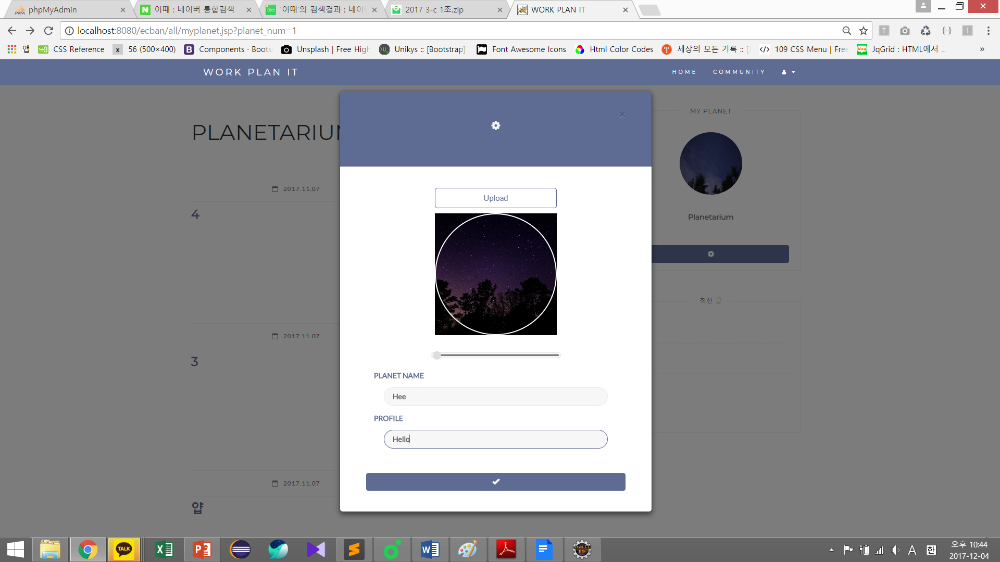 phpMyAdmin
이때 : 네이버 통합검색
'이때'의 검색결과 : 네이
2017 3-c 1조.zip
WORK PLAN IT
localhost:8080/ecban/all/myplanet.jsp?planet_num=1
앱
CSS Reference
56 (500×400)
Components · Boots
Unsplash | Free High
Unikys :: [Bootstrap]
Font Awesome Icons
Html Color Codes
세상의 모든 기록 :: [
109 CSS Menu | Free
JqGrid : HTML에서
»
WORK PLAN IT
HOME
COMMUNITY
PLANETARIUM
MY PLANET
2017.11.07
4
Upload
Planetarium
최신 글
2017.11.07
3
PLANET NAME
Hee
PROFILE
Hello
2017.11.07
얍
TALK
A
한
오후 10:44
2017-12-04